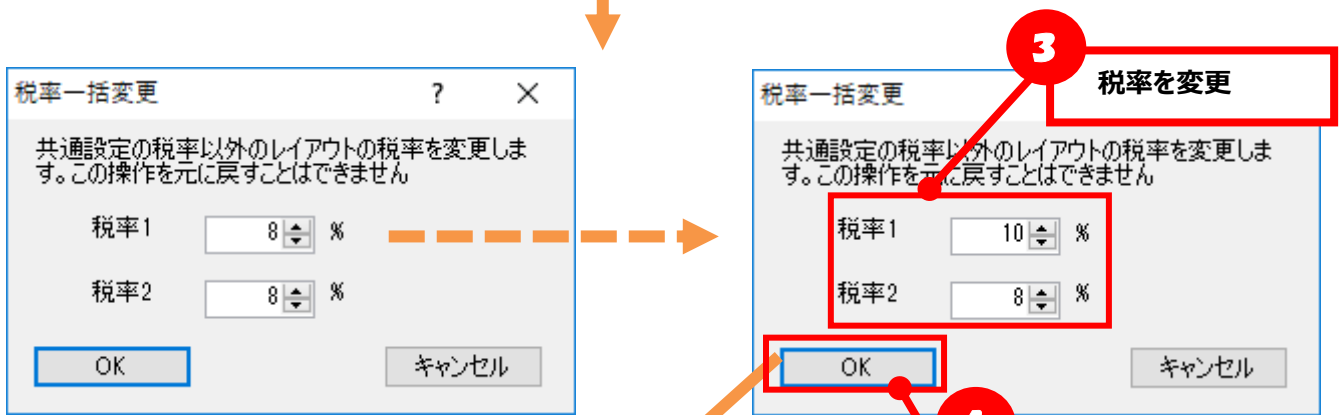 税率一括変更 ? ×
共通設定の税率以外のレイアウトの税率を変更しま
す。この操作を元に戻すことはできません
税率1 8 %
税率2 8 %
OK キャンセル
3
税率を変更
税率一括変更
共通設定の税率以外のレイアウトの税率を変更しま
す。この操作を元に戻すことはできません
税率1 10 %
税率2 8 %
OK キャンセル